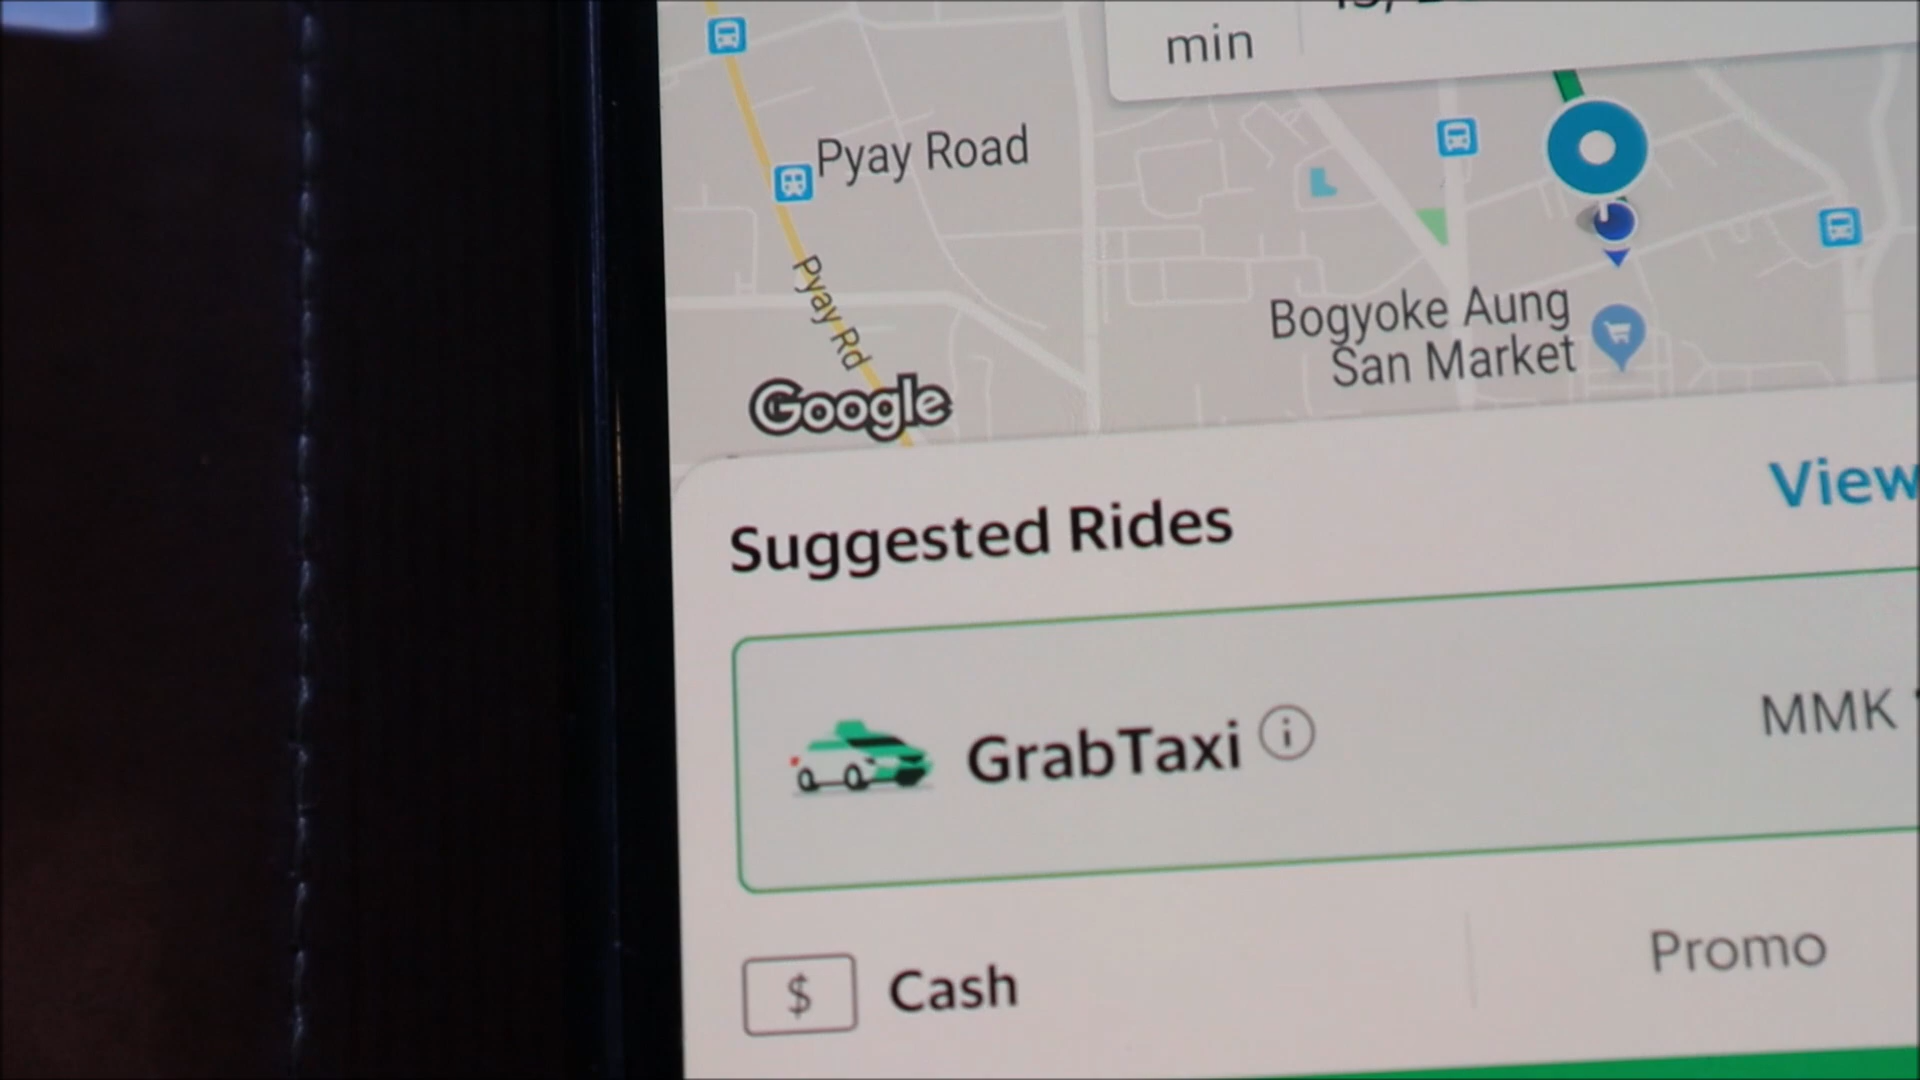 min
Pyay Road
Pyay Rd
Bogyoke Aung
San Market
Google
Suggested Rides
View
GrabTaxi i
MMK
$ Cash
Promo